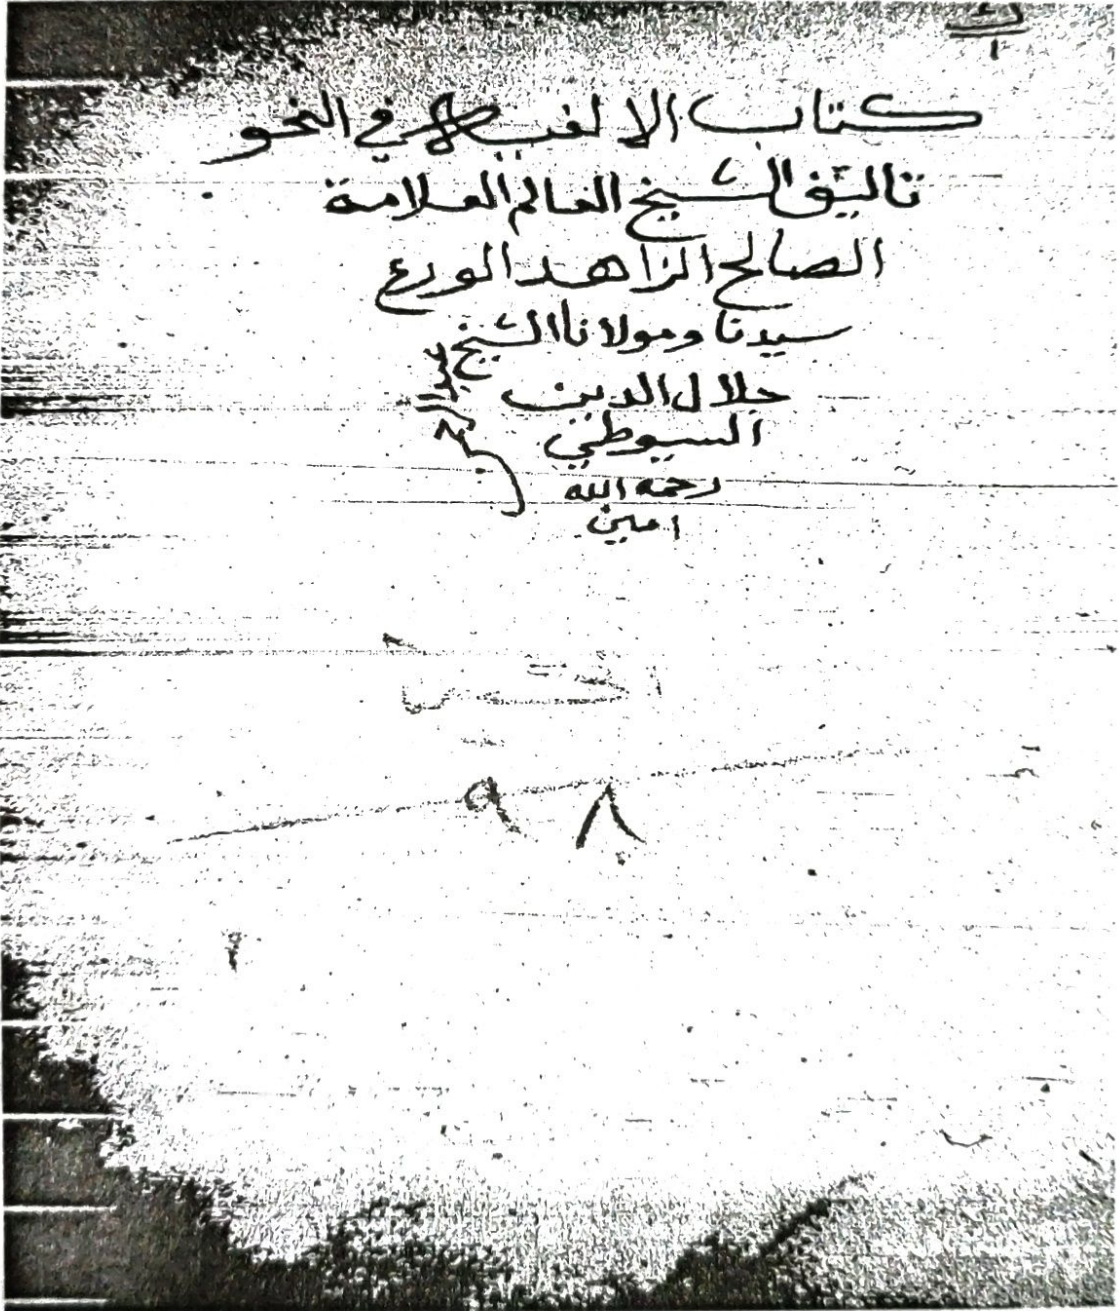 كتاب الالفية في النحو
تاليف الشيخ العالم العلامة
الصالح الزاهد الورع
سيدنا ومولانا الشيخ
جلال الدين
السيوطي
رحمه الله
امين
٩٨